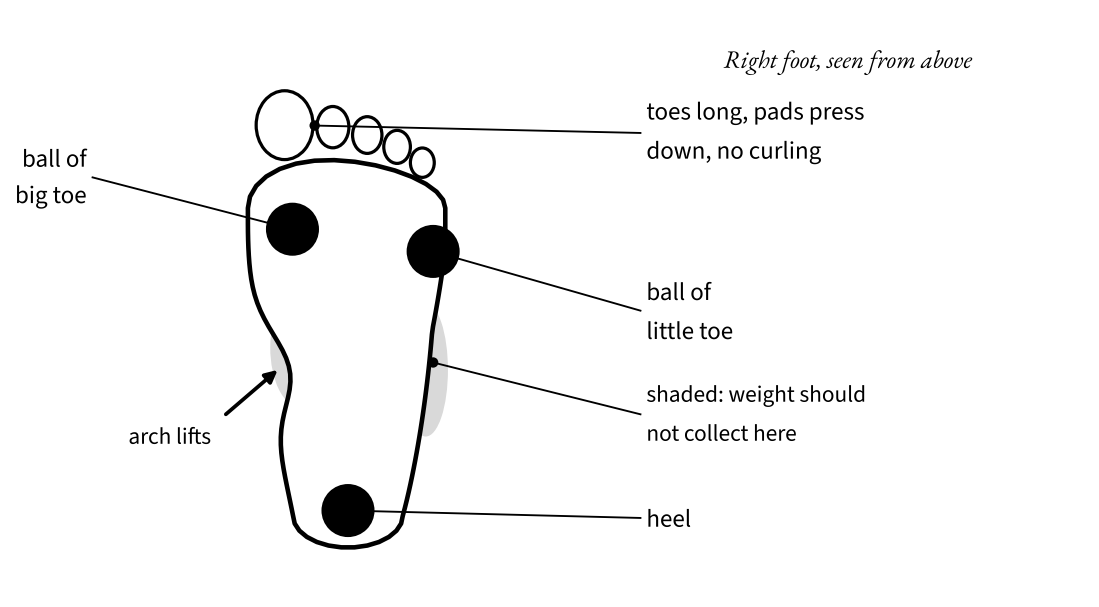 Right foot, seen from above
toes long, pads press
down, no curling
ball of
big toe
ball of
little toe
shaded: weight should
not collect here
arch lifts
heel